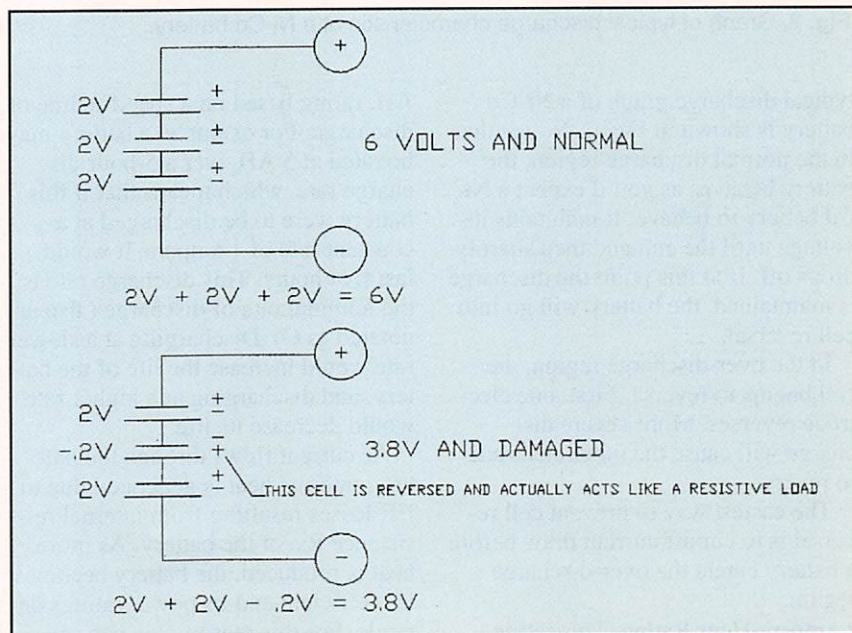 +
2V + -
2V + -
2V + -
6 VOLTS AND NORMAL
-
2V + 2V + 2V = 6V
+
2V + -
-.2V + -
3.8V AND DAMAGED
2V + -
THIS CELL IS REVERSED AND ACTUALLY ACTS LIKE A RESISTIVE LOAD
-
2V + 2V - .2V = 3.8V